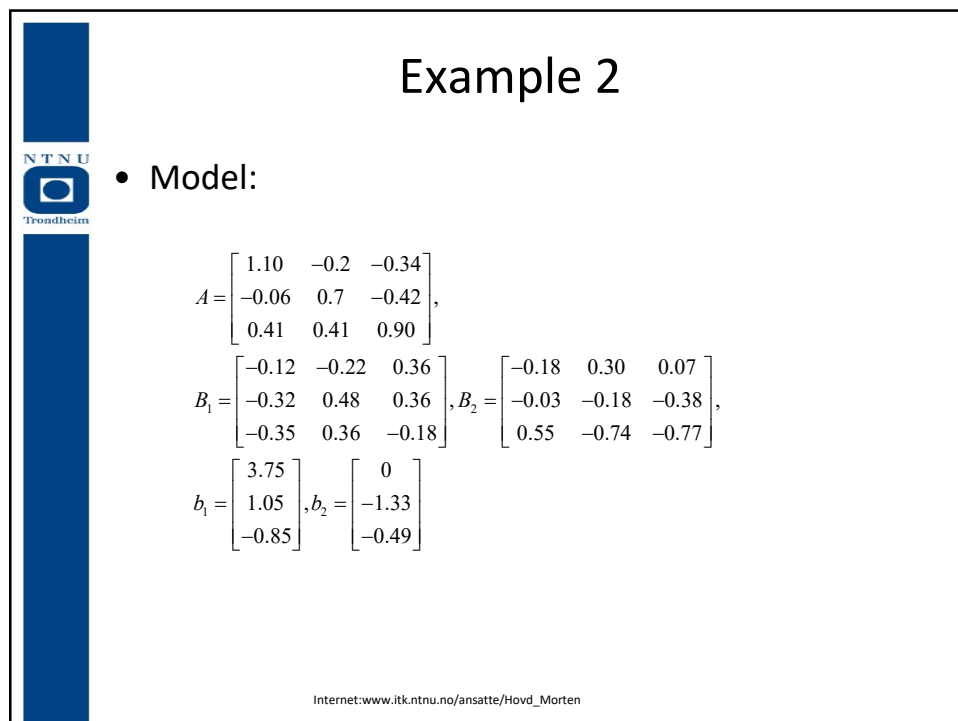 Example 2
NTNU
Trondheim
• Model:
A = [1.10 −0.2 −0.34; −0.06 0.7 −0.42; 0.41 0.41 0.90],
B₁ = [−0.12 −0.22 0.36; −0.32 0.48 0.36; −0.35 0.36 −0.18], B₂ = [−0.18 0.30 0.07; −0.03 −0.18 −0.38; 0.55 −0.74 −0.77],
b₁ = [3.75; 1.05; −0.85], b₂ = [0; −1.33; −0.49]
Internet:www.itk.ntnu.no/ansatte/Hovd_Morten